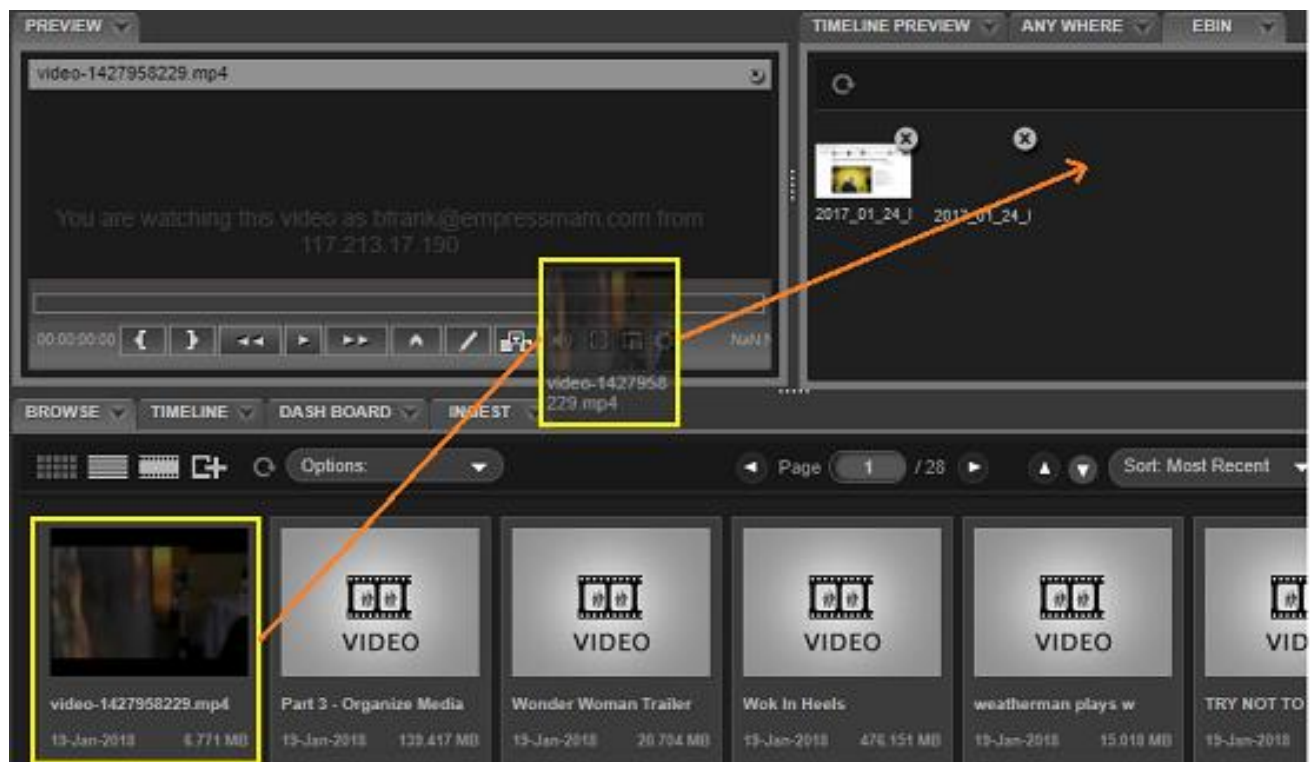 PREVIEW
video-1427958229.mp4
You are watching this video as bfrank@empressmam.com from
117.213.17.190
00:00:00:00
NaN
video-1427958
229.mp4
TIMELINE PREVIEW
ANY WHERE
EBIN
2017_01_24_I
2017_01_24_I
BROWSE
TIMELINE
DASH BOARD
INGEST
Options:
Page 1 / 28
Sort: Most Recent
VIDEO
VIDEO
VIDEO
VIDEO
VID
video-1427958229.mp4
19-Jan-2018 6.771 MB
Part 3 - Organize Media
19-Jan-2018 139.417 MB
Wonder Woman Trailer
19-Jan-2018 20.704 MB
Wok In Heels
19-Jan-2018 476.151 MB
weatherman plays w
19-Jan-2018 15.018 MB
TRY NOT TO
19-Jan-2018